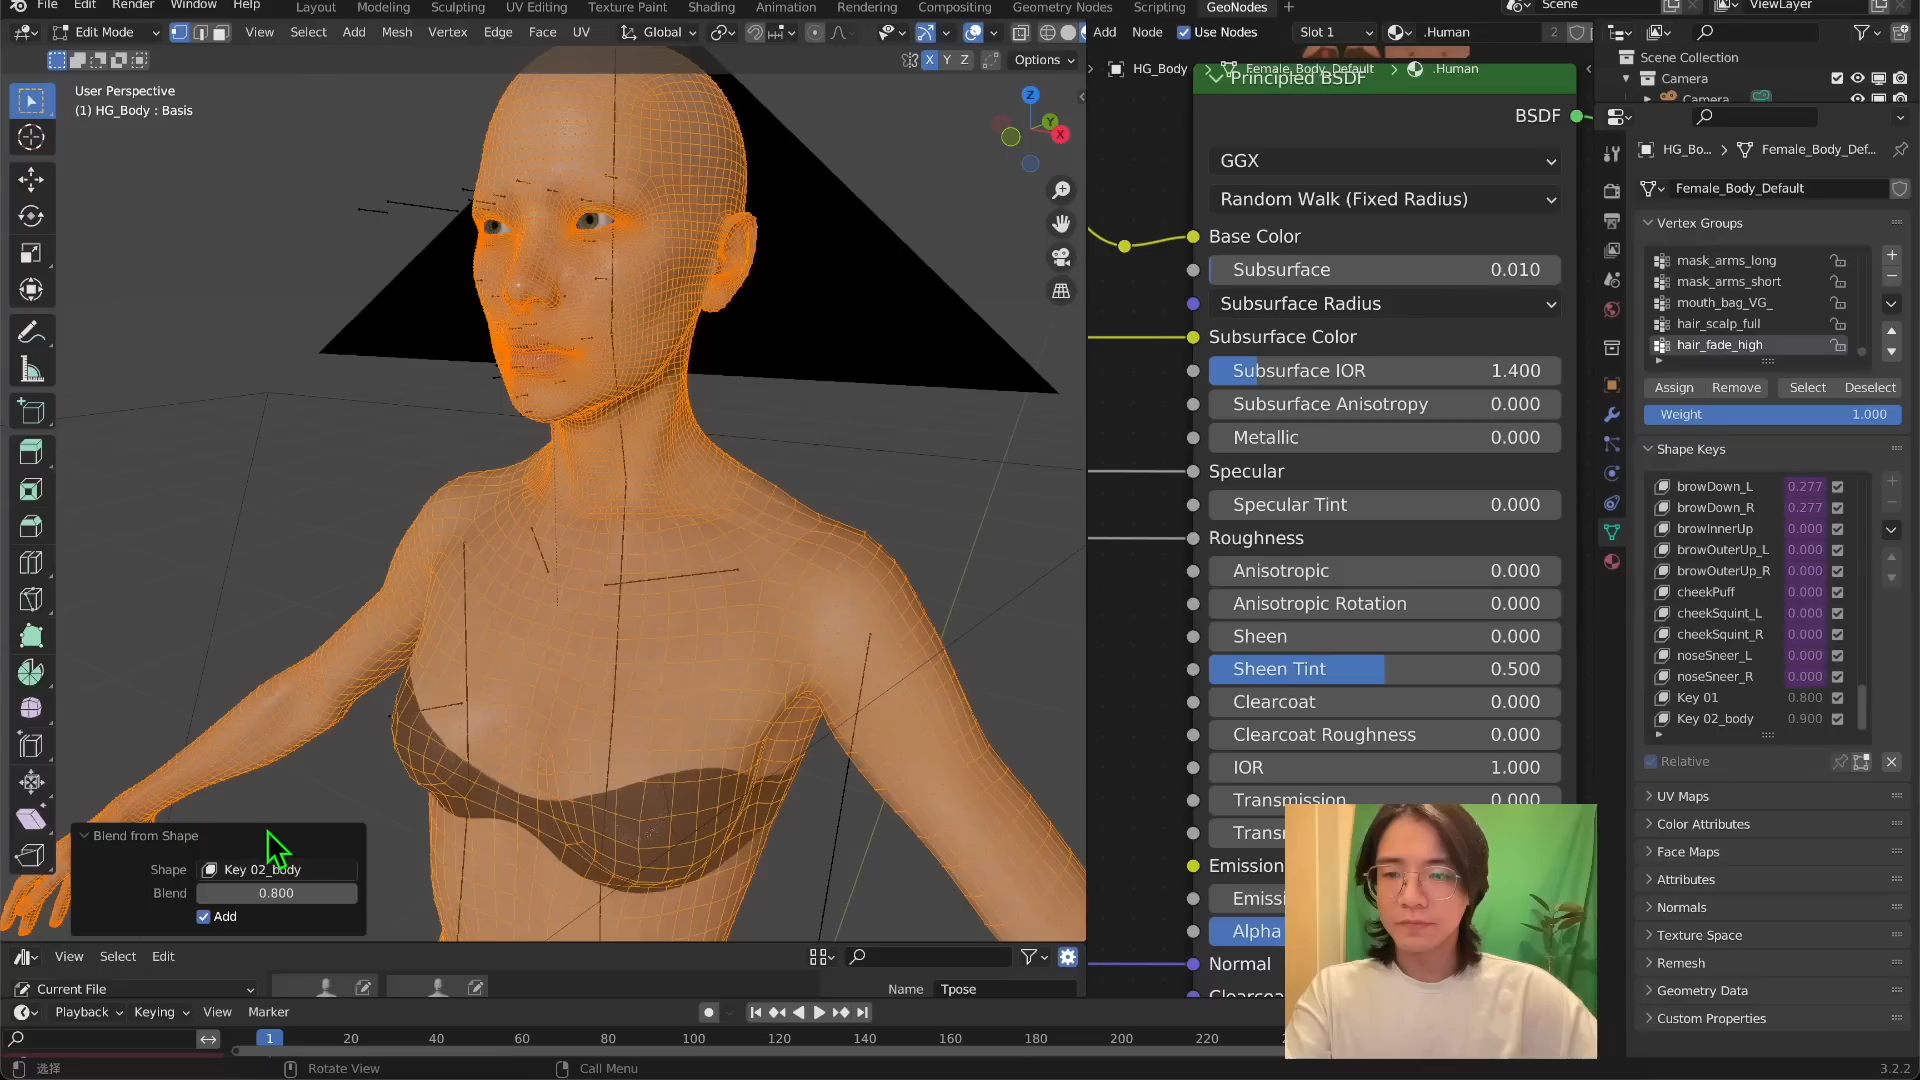 File Edit Render Window Help Layout Modeling Sculpting UV Editing Texture Paint Shading Animation Rendering Compositing Geometry Nodes Scripting GeoNodes + Scene ViewLayer
Edit Mode View Select Add Mesh Vertex Edge Face UV Global Add Node Use Nodes Slot 1 .Human 2
X Y Z Options
User Perspective
(1) HG_Body : Basis
Z
Y
X
HG_Body > Female_Body_Default > .Human
Principled BSDF
BSDF
GGX
Random Walk (Fixed Radius)
Base Color
Subsurface 0.010
Subsurface Radius
Subsurface Color
Subsurface IOR 1.400
Subsurface Anisotropy 0.000
Metallic 0.000
Specular
Specular Tint 0.000
Roughness
Anisotropic 0.000
Anisotropic Rotation 0.000
Sheen 0.000
Sheen Tint 0.500
Clearcoat 0.000
Clearcoat Roughness 0.000
IOR 1.000
Transmission 0.000
Emission
Alpha
Normal
Scene Collection
Camera
Camera
HG_Bo... > Female_Body_Def...
Female_Body_Default
Vertex Groups
mask_arms_long
mask_arms_short
mouth_bag_VG_
hair_scalp_full
hair_fade_high
Assign Remove Select Deselect
Weight 1.000
Shape Keys
browDown_L 0.277
browDown_R 0.277
browInnerUp 0.000
browOuterUp_L 0.000
browOuterUp_R 0.000
cheekPuff 0.000
cheekSquint_L 0.000
cheekSquint_R 0.000
noseSneer_L 0.000
noseSneer_R 0.000
Key 01 0.800
Key 02_body 0.900
Relative
UV Maps
Color Attributes
Face Maps
Attributes
Normals
Texture Space
Remesh
Geometry Data
Custom Properties
Blend from Shape
Shape Key 02_body
Blend 0.800
Add
View Select Edit
Current File Name Tpose
Playback Keying View Marker
1 20 40 60 80 100 120 140 160 180 200 220
选择 Rotate View Call Menu 3.2.2